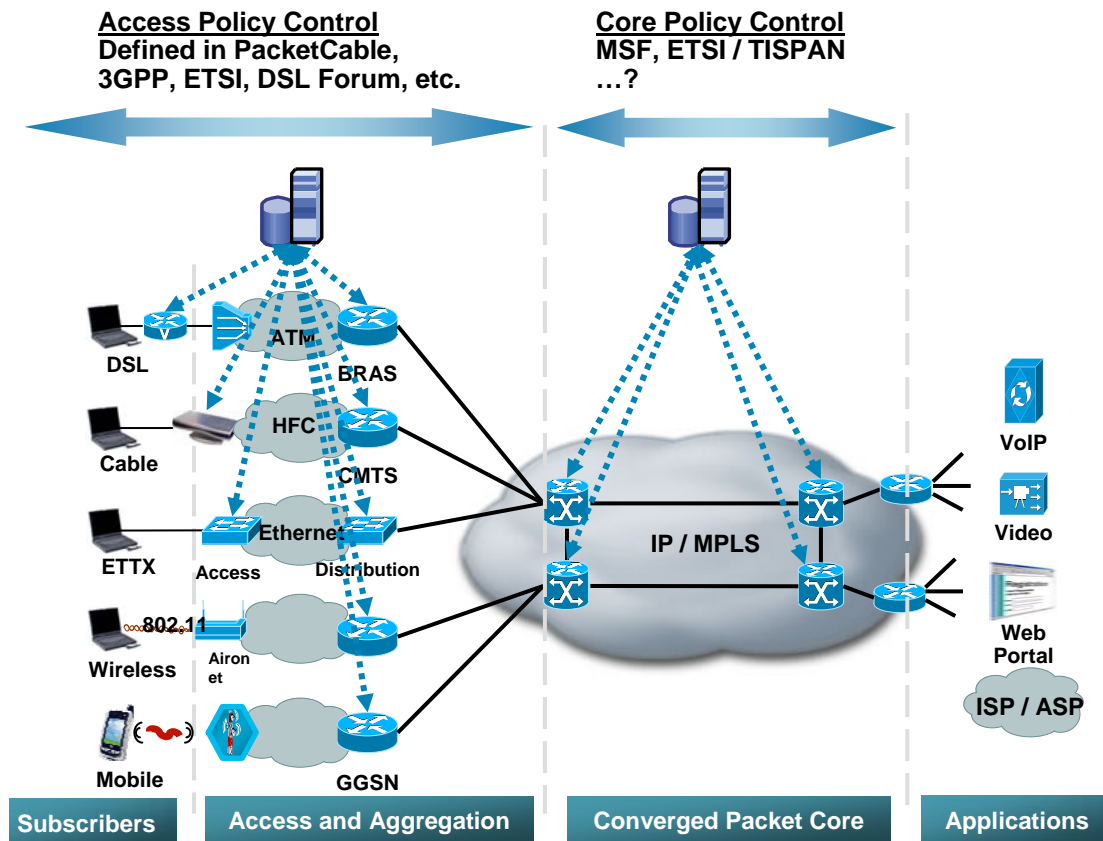 Access Policy Control
Defined in PacketCable,
3GPP, ETSI, DSL Forum, etc.
Core Policy Control
MSF, ETSI / TISPAN
…?
V
DSL
ATM
BRAS
Cable
HFC
CMTS
ETTX
Access
Ethernet
Distribution
802.11
Wireless
Airon
et
Mobile
GGSN
IP / MPLS
VoIP
Video
Web
Portal
ISP / ASP
Subscribers
Access and Aggregation
Converged Packet Core
Applications